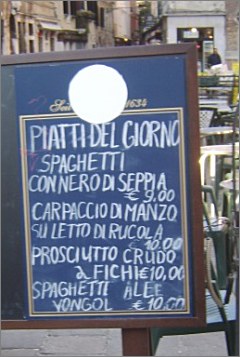 1634
PIATTI DEL GIORNO
SPAGHETTI
CON NERO DI SEPPIA
€ 9.00
CARPACCIO DI MANZO
SU LETTO DI RUCOLA
€ 10.00
PROSCIUTTO CRUDO
& FICHI € 10,00
SPAGHETTI ALLE
VONGOL € 10.00